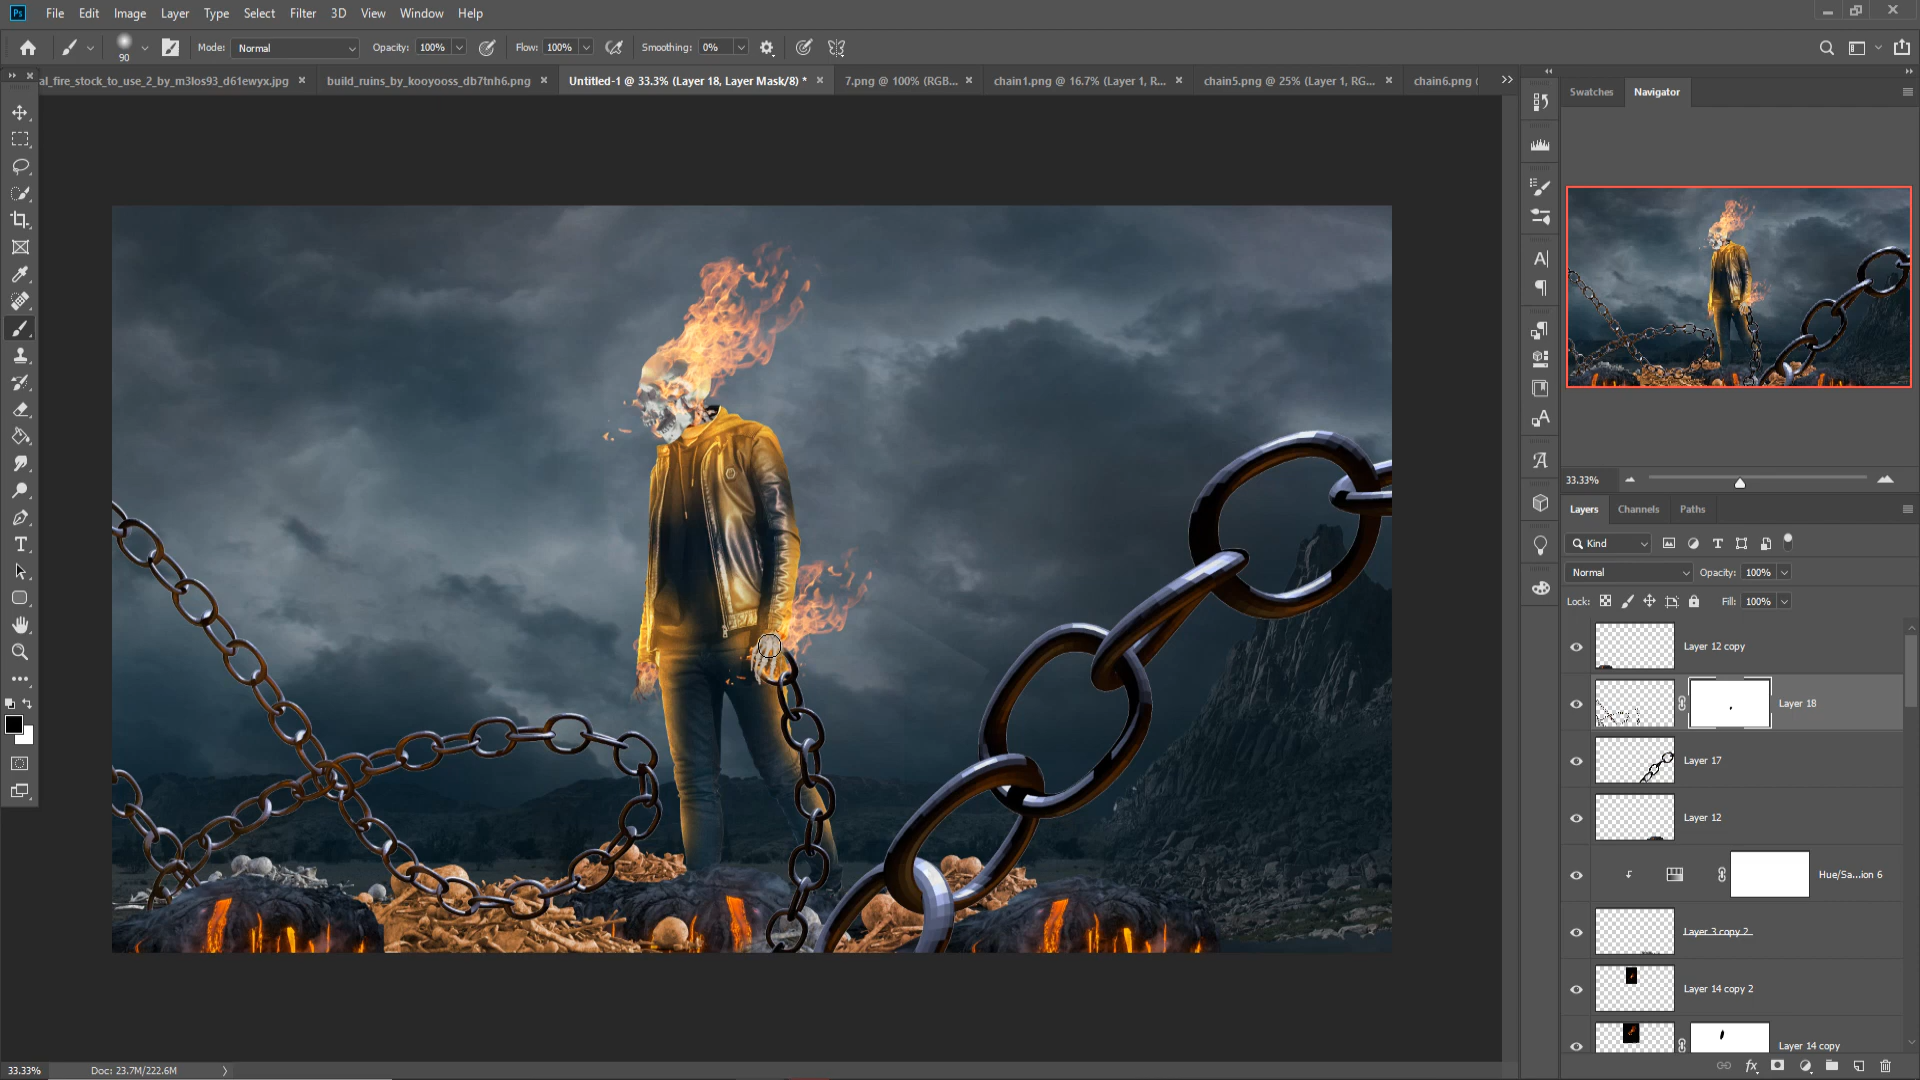 Ps File Edit Image Layer Type Select Filter 3D View Window Help
90 Mode: Normal Opacity: 100% Flow: 100% Smoothing: 0%
al_fire_stock_to_use_2_by_m3los93_d61ewyx.jpg build_ruins_by_kooyooss_db7tnh6.png Untitled-1 @ 33.3% (Layer 18, Layer Mask/8) * 7.png @ 100% (RGB... chain1.png @ 16.7% (Layer 1, R... chain5.png @ 25% (Layer 1, RG... chain6.png
Swatches Navigator
33.33%
Layers Channels Paths
Kind
Normal Opacity: 100%
Lock: Fill: 100%
Layer 12 copy
Layer 18
Layer 17
Layer 12
Hue/Sa...ion 6
Layer 3 copy 2
Layer 14 copy 2
Layer 14 copy
33.33% Doc: 23.7M/222.6M